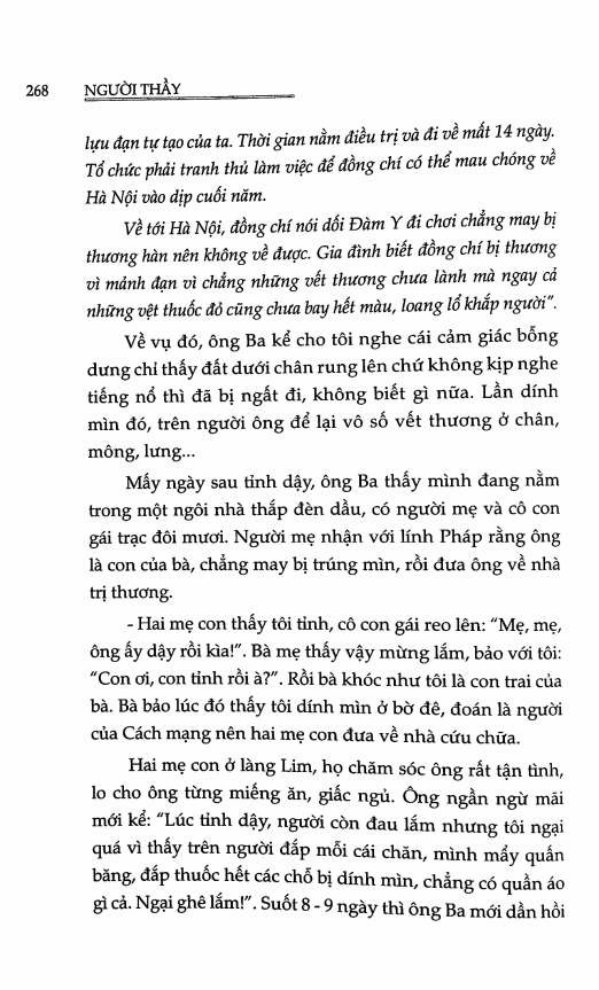 268 NGƯỜI THẦY
lựu đạn tự tạo của ta. Thời gian nằm điều trị và đi về mất 14 ngày.
Tổ chức phải tranh thủ làm việc để đồng chí có thể mau chóng về
Hà Nội vào dịp cuối năm.
Về tới Hà Nội, đồng chí nói dối Đàm Y đi chơi chẳng may bị
thương hàn nên không về được. Gia đình biết đồng chí bị thương
vì mảnh đạn vì chẳng những vết thương chưa lành mà ngay cả
những vệt thuốc đỏ cũng chưa bay hết màu, loang lổ khắp người”.
Về vụ đó, ông Ba kể cho tôi nghe cái cảm giác bỗng
dưng chỉ thấy đất dưới chân rung lên chứ không kịp nghe
tiếng nổ thì đã bị ngất đi, không biết gì nữa. Lần dính
mìn đó, trên người ông để lại vô số vết thương ở chân,
mông, lưng...
Mấy ngày sau tỉnh dậy, ông Ba thấy mình đang nằm
trong một ngôi nhà thắp đèn dầu, có người mẹ và cô con
gái trạc đôi mươi. Người mẹ nhận với lính Pháp rằng ông
là con của bà, chẳng may bị trúng mìn, rồi đưa ông về nhà
trị thương.
- Hai mẹ con thấy tôi tỉnh, cô con gái reo lên: “Mẹ, mẹ,
ông ấy dậy rồi kìa!”. Bà mẹ thấy vậy mừng lắm, bảo với tôi:
“Con ơi, con tỉnh rồi à?”. Rồi bà khóc như tôi là con trai của
bà. Bà bảo lúc đó thấy tôi dính mìn ở bờ đê, đoán là người
của Cách mạng nên hai mẹ con đưa về nhà cứu chữa.
Hai mẹ con ở làng Lim, họ chăm sóc ông rất tận tình,
lo cho ông từng miếng ăn, giấc ngủ. Ông ngần ngừ mãi
mới kể: “Lúc tỉnh dậy, người còn đau lắm nhưng tôi ngại
quá vì thấy trên người đắp mỗi cái chăn, mình mẩy quấn
băng, đắp thuốc hết các chỗ bị dính mìn, chẳng có quần áo
gì cả. Ngại ghê lắm!”. Suốt 8 - 9 ngày thì ông Ba mới dần hồi